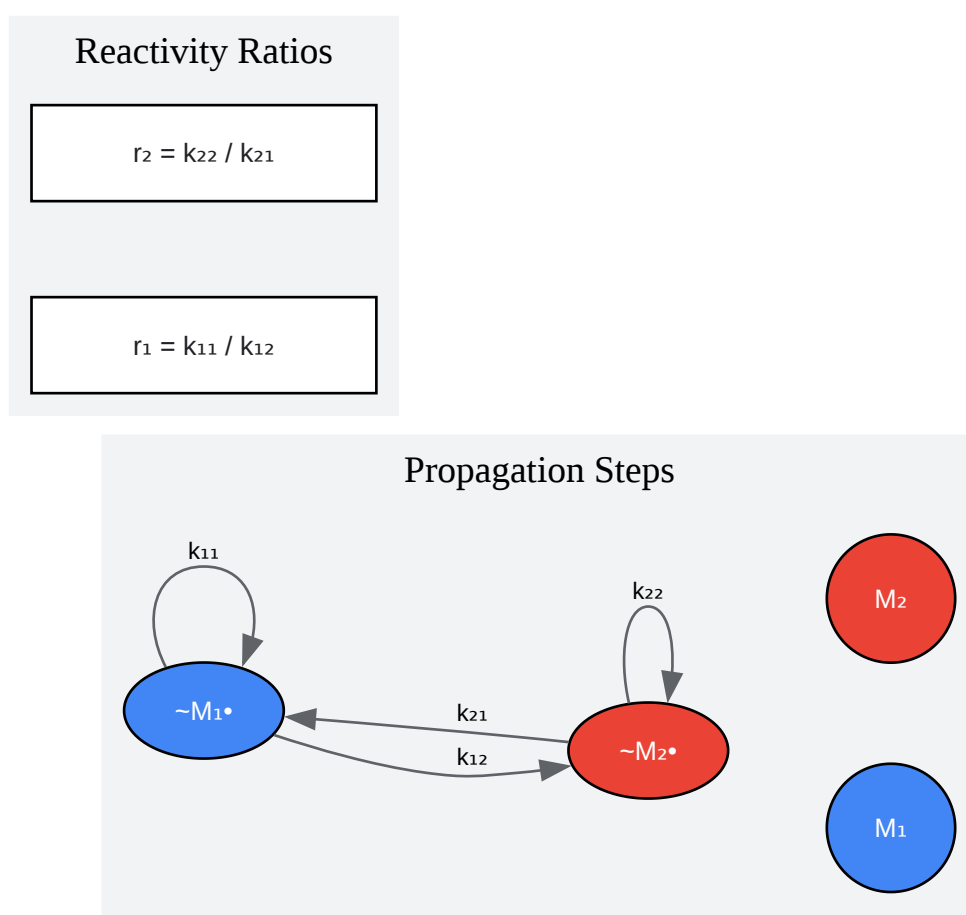 Reactivity Ratios
r₂ = k₂₂ / k₂₁
r₁ = k₁₁ / k₁₂
Propagation Steps
k₁₁
k₂₂
M₂
~M₁•
k₂₁
~M₂•
k₁₂
M₁